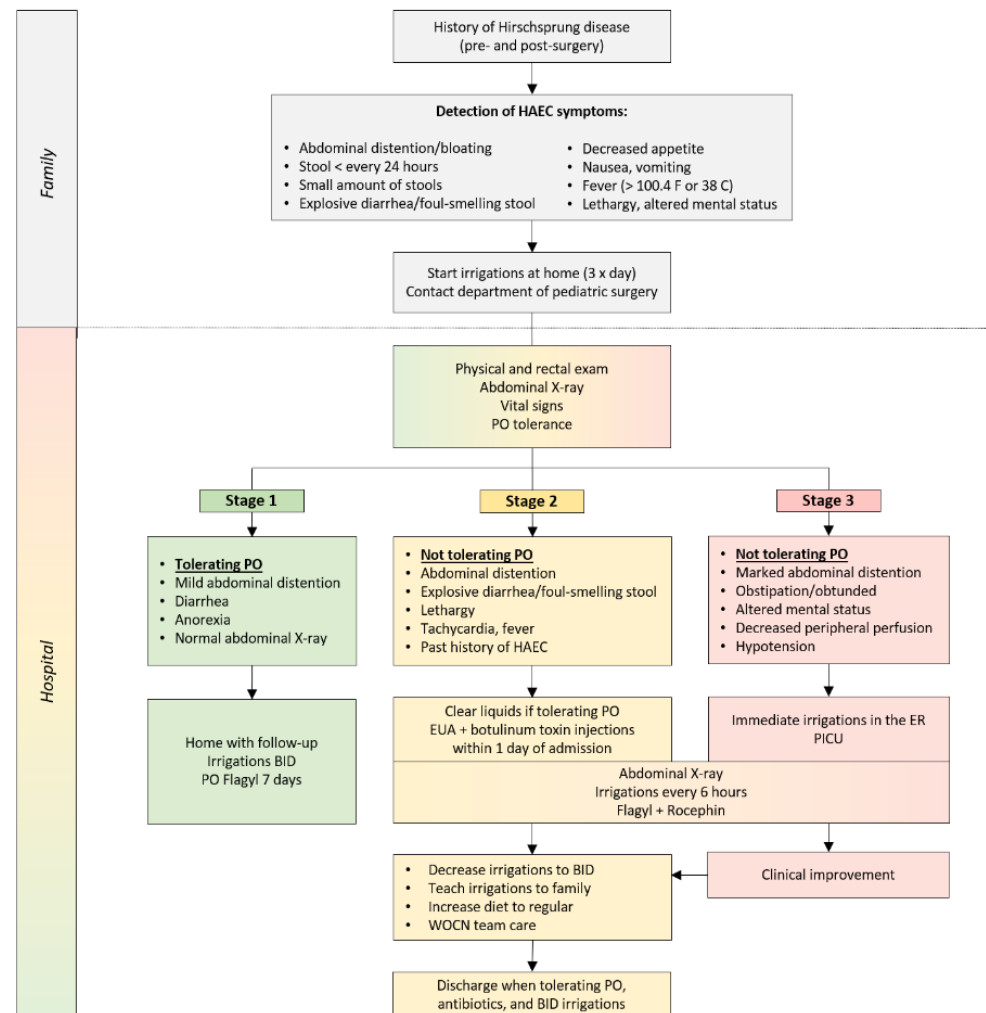 History of Hirschsprung disease
(pre- and post-surgery)
Family
Detection of HAEC symptoms:
• Abdominal distention/bloating
• Stool < every 24 hours
• Small amount of stools
• Explosive diarrhea/foul-smelling stool
• Decreased appetite
• Nausea, vomiting
• Fever (> 100.4 F or 38 C)
• Lethargy, altered mental status
Start irrigations at home (3 x day)
Contact department of pediatric surgery
Hospital
Physical and rectal exam
Abdominal X-ray
Vital signs
PO tolerance
Stage 1
• Tolerating PO
• Mild abdominal distention
• Diarrhea
• Anorexia
• Normal abdominal X-ray
Home with follow-up
Irrigations BID
PO Flagyl 7 days
Stage 2
• Not tolerating PO
• Abdominal distention
• Explosive diarrhea/foul-smelling stool
• Lethargy
• Tachycardia, fever
• Past history of HAEC
Clear liquids if tolerating PO
EUA + botulinum toxin injections
within 1 day of admission
Stage 3
• Not tolerating PO
• Marked abdominal distention
• Obstipation/obtunded
• Altered mental status
• Decreased peripheral perfusion
• Hypotension
Immediate irrigations in the ER
PICU
Abdominal X-ray
Irrigations every 6 hours
Flagyl + Rocephin
Clinical improvement
• Decrease irrigations to BID
• Teach irrigations to family
• Increase diet to regular
• WOCN team care
Discharge when tolerating PO,
antibiotics, and BID irrigations